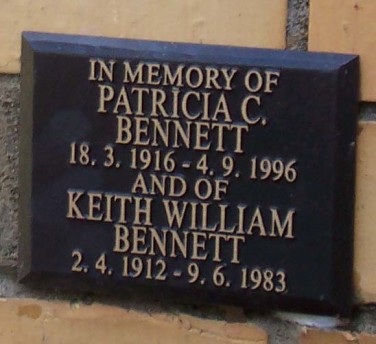 IN MEMORY OF
PATRICIA C.
BENNETT
18. 3. 1916 - 4. 9. 1996
AND OF
KEITH WILLIAM
BENNETT
2. 4. 1912 - 9. 6. 1983